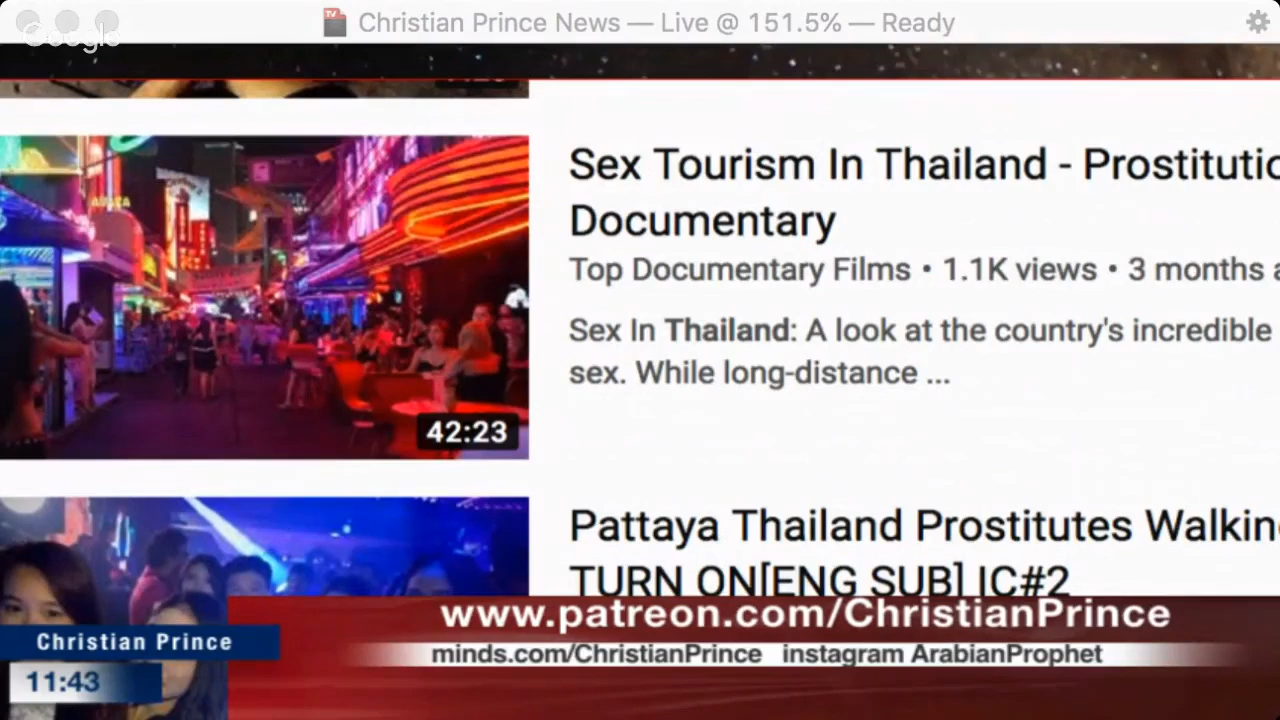 Christian Prince News — Live @ 151.5% — Ready
Google
Sex Tourism In Thailand - Prostitutio
Documentary
Top Documentary Films • 1.1K views • 3 months a
Sex In Thailand: A look at the country's incredible
sex. While long-distance ...
42:23
Pattaya Thailand Prostitutes Walkin
TURN ON[ENG SUB] IC#2
www.patreon.com/ChristianPrince
Christian Prince
minds.com/ChristianPrince instagram ArabianProphet
11:43